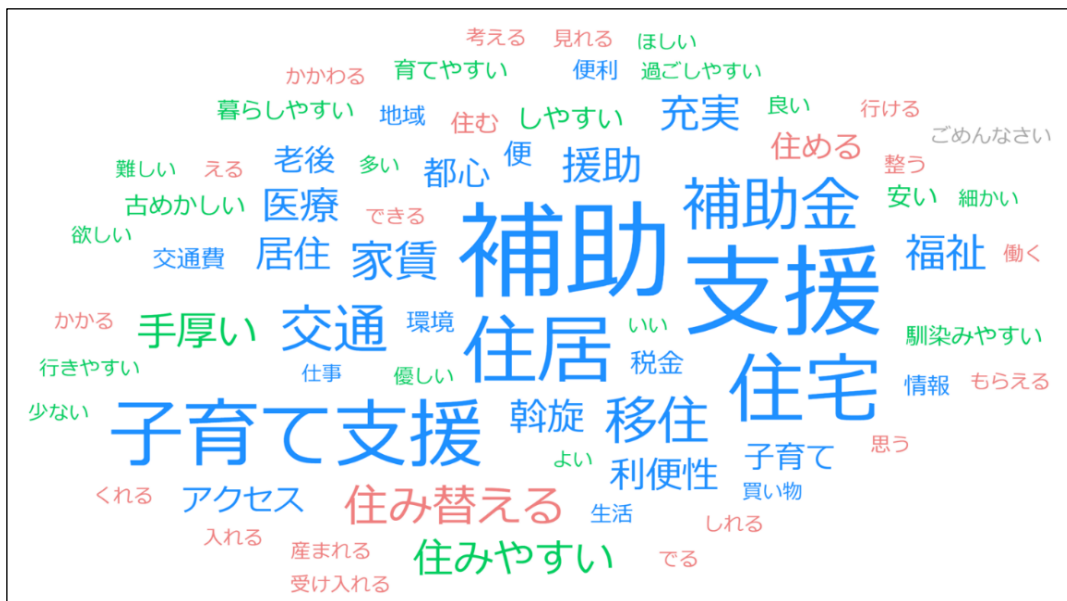 考える 見れる ほしい
かかわる 育てやすい 便利 過ごしやすい
暮らしやすい 地域 住む しやすい 充実 良い 行ける
ごめんなさい
難しい える 老後 多い 都心 便 援助 住める 整う
古めかしい 医療 できる 補助 補助金 安い 細かい
欲しい 交通費 居住 家賃 支援 福祉 働く
かかる 手厚い 交通 環境 住居 いい 馴染みやすい
行きやすい 仕事 優しい 税金 住宅 情報 もらえる
少ない 子育て支援 斡旋 移住 思う
よい 利便性 子育て
くれる アクセス 住み替える 生活 買い物
入れる 産まれる 住みやすい でる しれる
受け入れる